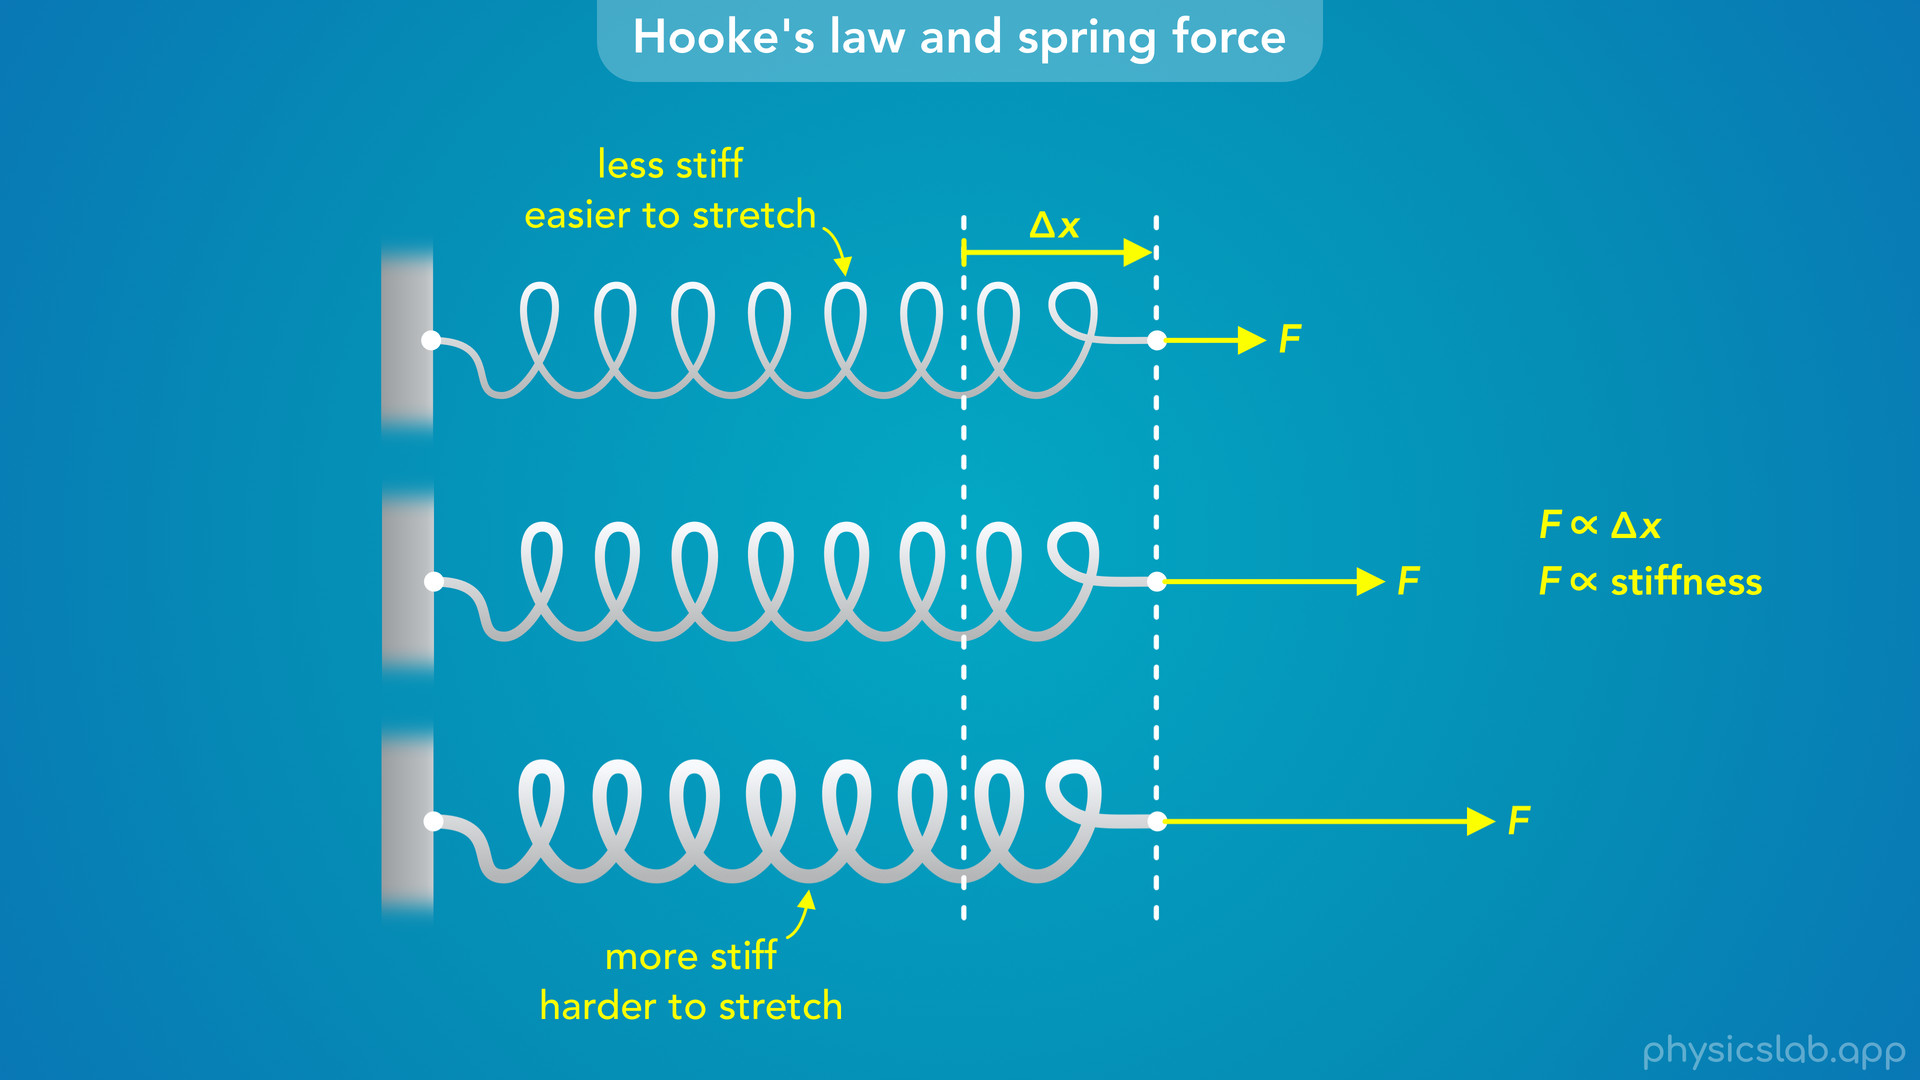 Hooke's law and spring force
less stiff
easier to stretch
Δx
F
F ∝ Δx
F
F ∝ stiffness
F
more stiff
harder to stretch
physicslab.app